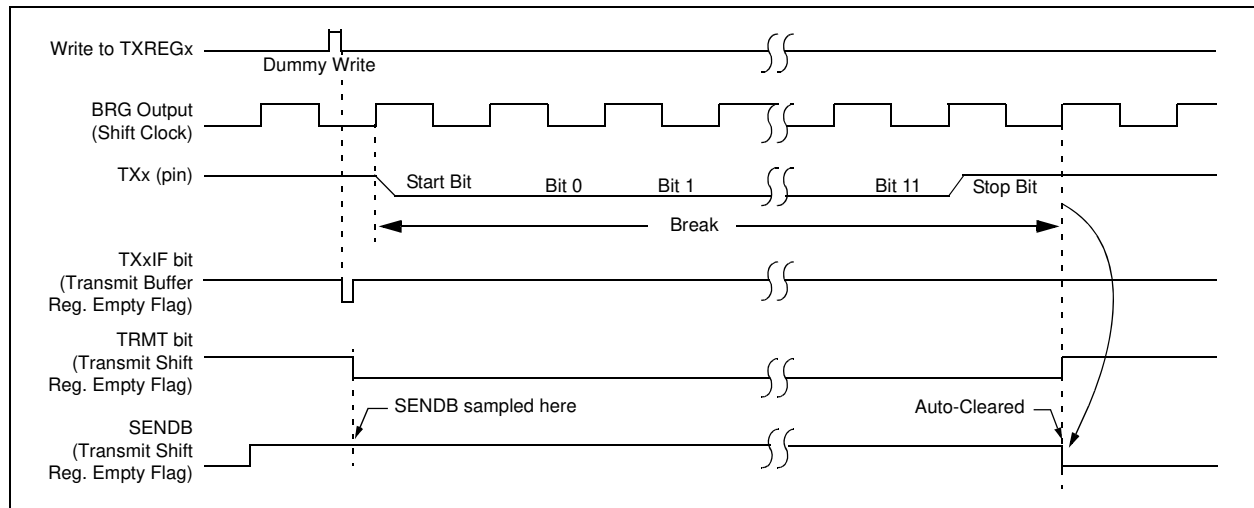 Write to TXREGx
Dummy Write
BRG Output
(Shift Clock)
TXx (pin)
Start Bit
Bit 0
Bit 1
Bit 11
Stop Bit
Break
TXxIF bit
(Transmit Buffer
Reg. Empty Flag)
TRMT bit
(Transmit Shift
Reg. Empty Flag)
SENDB sampled here
Auto-Cleared
SENDB
(Transmit Shift
Reg. Empty Flag)